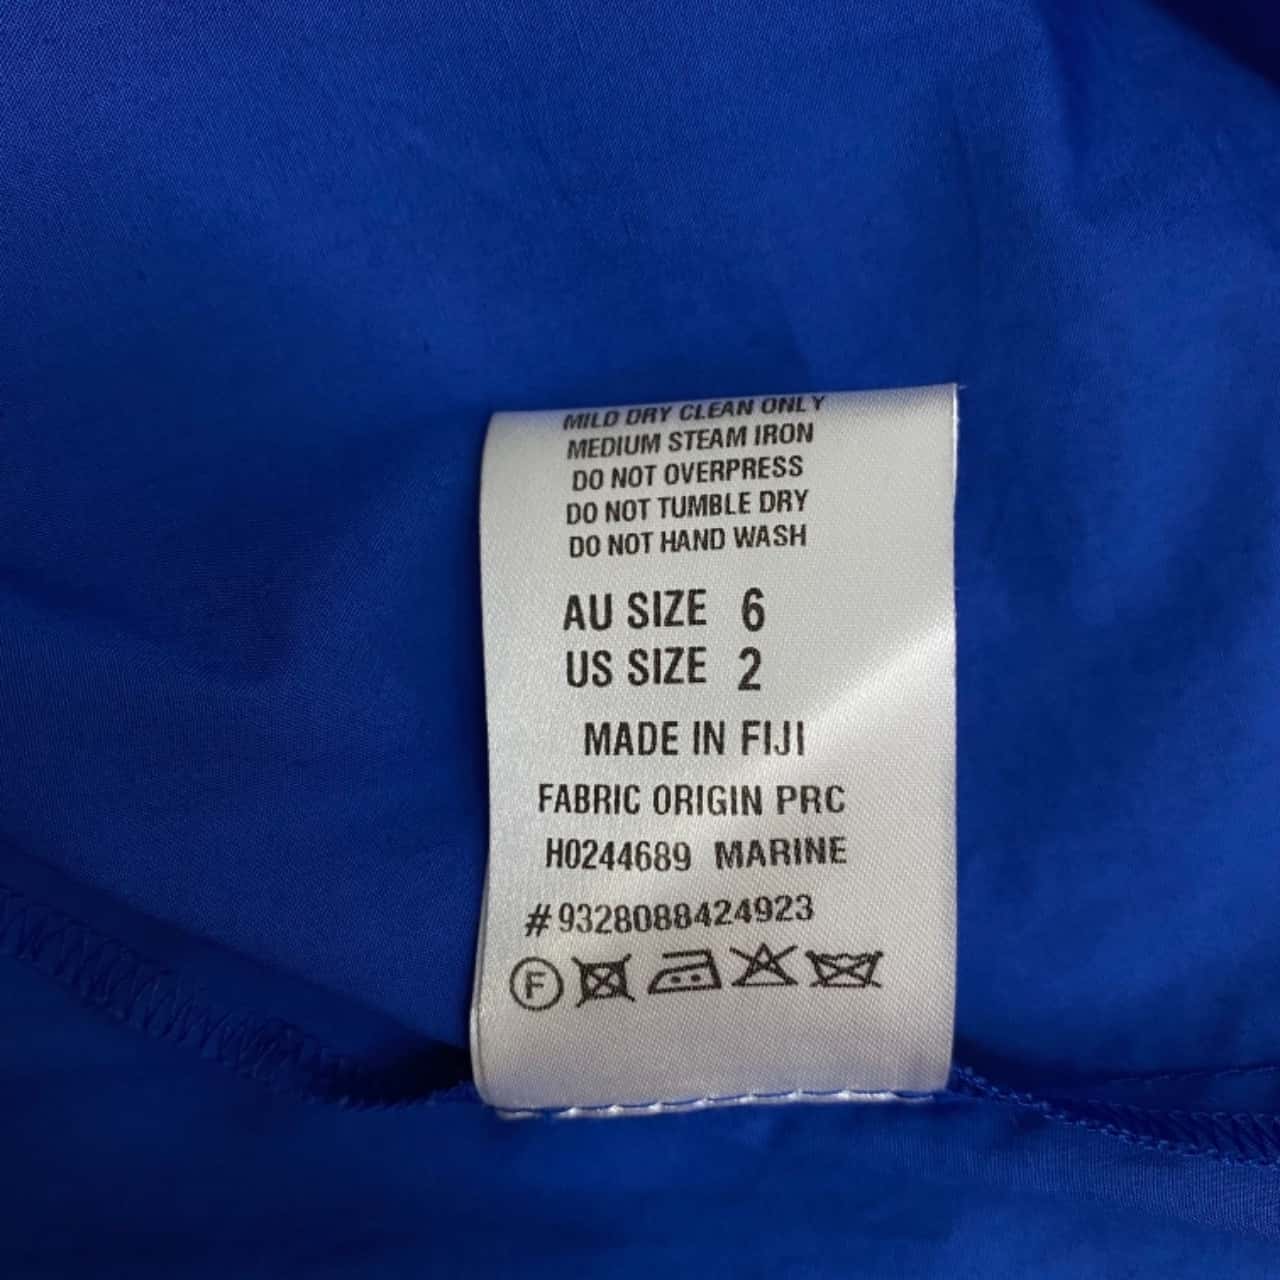 MILD DRY CLEAN ONLY
MEDIUM STEAM IRON
DO NOT OVERPRESS
DO NOT TUMBLE DRY
DO NOT HAND WASH
AU SIZE 6
US SIZE 2
MADE IN FIJI
FABRIC ORIGIN PRC
H0244689 MARINE
#9328088424923
F